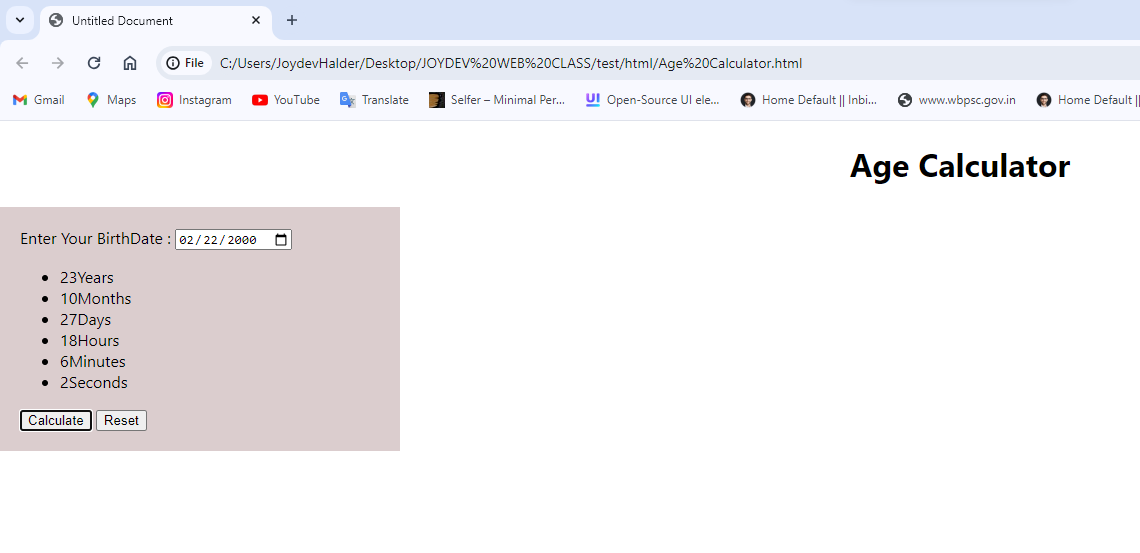 Untitled Document
File C:/Users/JoydevHalder/Desktop/JOYDEV%20WEB%20CLASS/test/html/Age%20Calculator.html
Gmail Maps Instagram YouTube Translate Selfer – Minimal Per... Open-Source UI ele... Home Default || Inbi... www.wbpsc.gov.in Home Default ||
Age Calculator
Enter Your BirthDate : 02/22/2000
23Years
10Months
27Days
18Hours
6Minutes
2Seconds
Calculate Reset